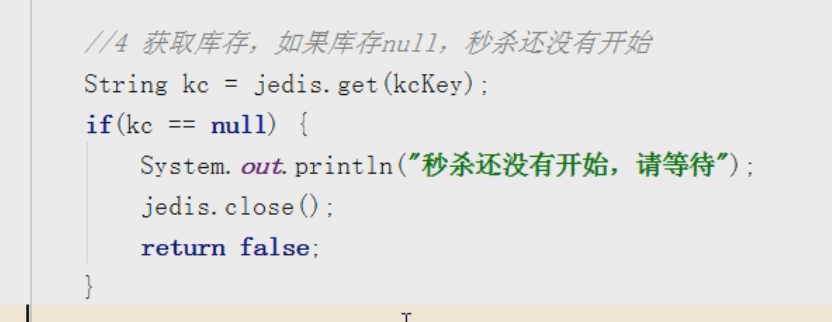 //4 获取库存，如果库存null，秒杀还没有开始
String kc = jedis.get(kcKey);
if(kc == null) {
System.out.println("秒杀还没有开始，请等待");
jedis.close();
return false;
}